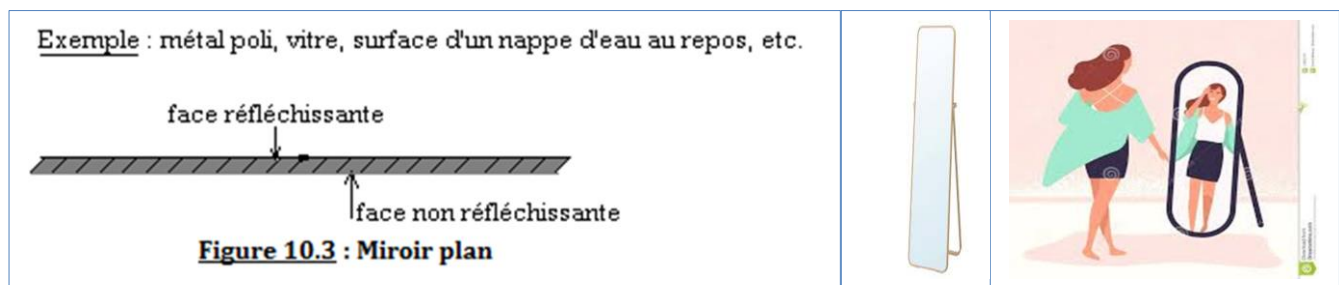 Exemple : métal poli, vitre, surface d'un nappe d'eau au repos, etc.
face réfléchissante
face non réfléchissante
Figure 10.3 : Miroir plan